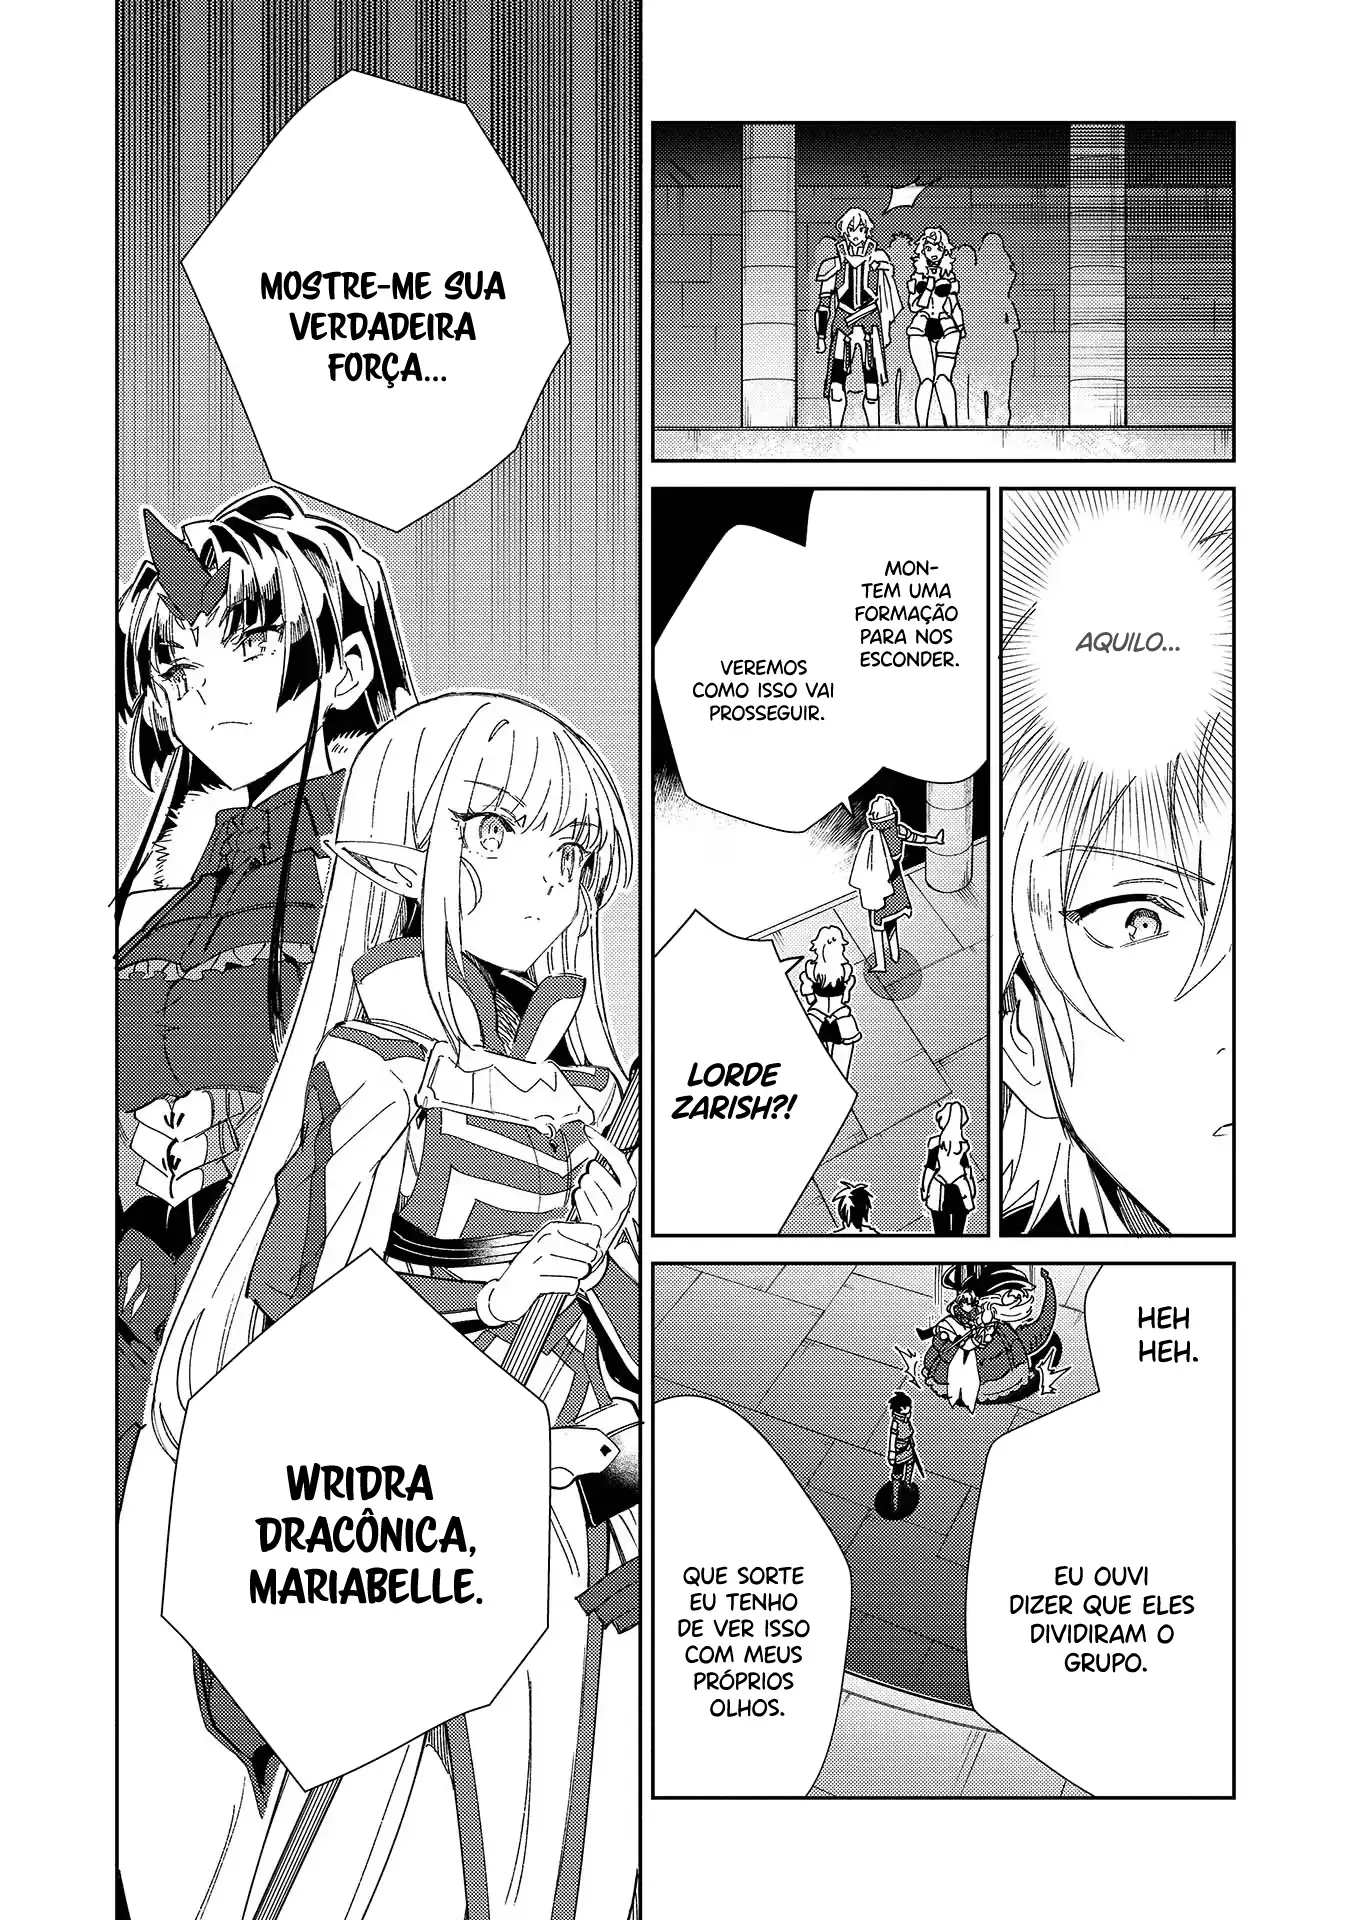 AQUILO...
MON-
TEM UMA
FORMAÇÃO
PARA NOS
ESCONDER.
VEREMOS
COMO ISSO VAI
PROSSEGUIR.
LORDE
ZARISH?!
HEH
HEH.
EU OUVI
DIZER QUE ELES
DIVIDIRAM O
GRUPO.
QUE SORTE
EU TENHO
DE VER ISSO
COM MEUS
PRÓPRIOS
OLHOS.
MOSTRE-ME SUA
VERDADEIRA
FORÇA...
WRIDRA
DRACÔNICA,
MARIABELLE.